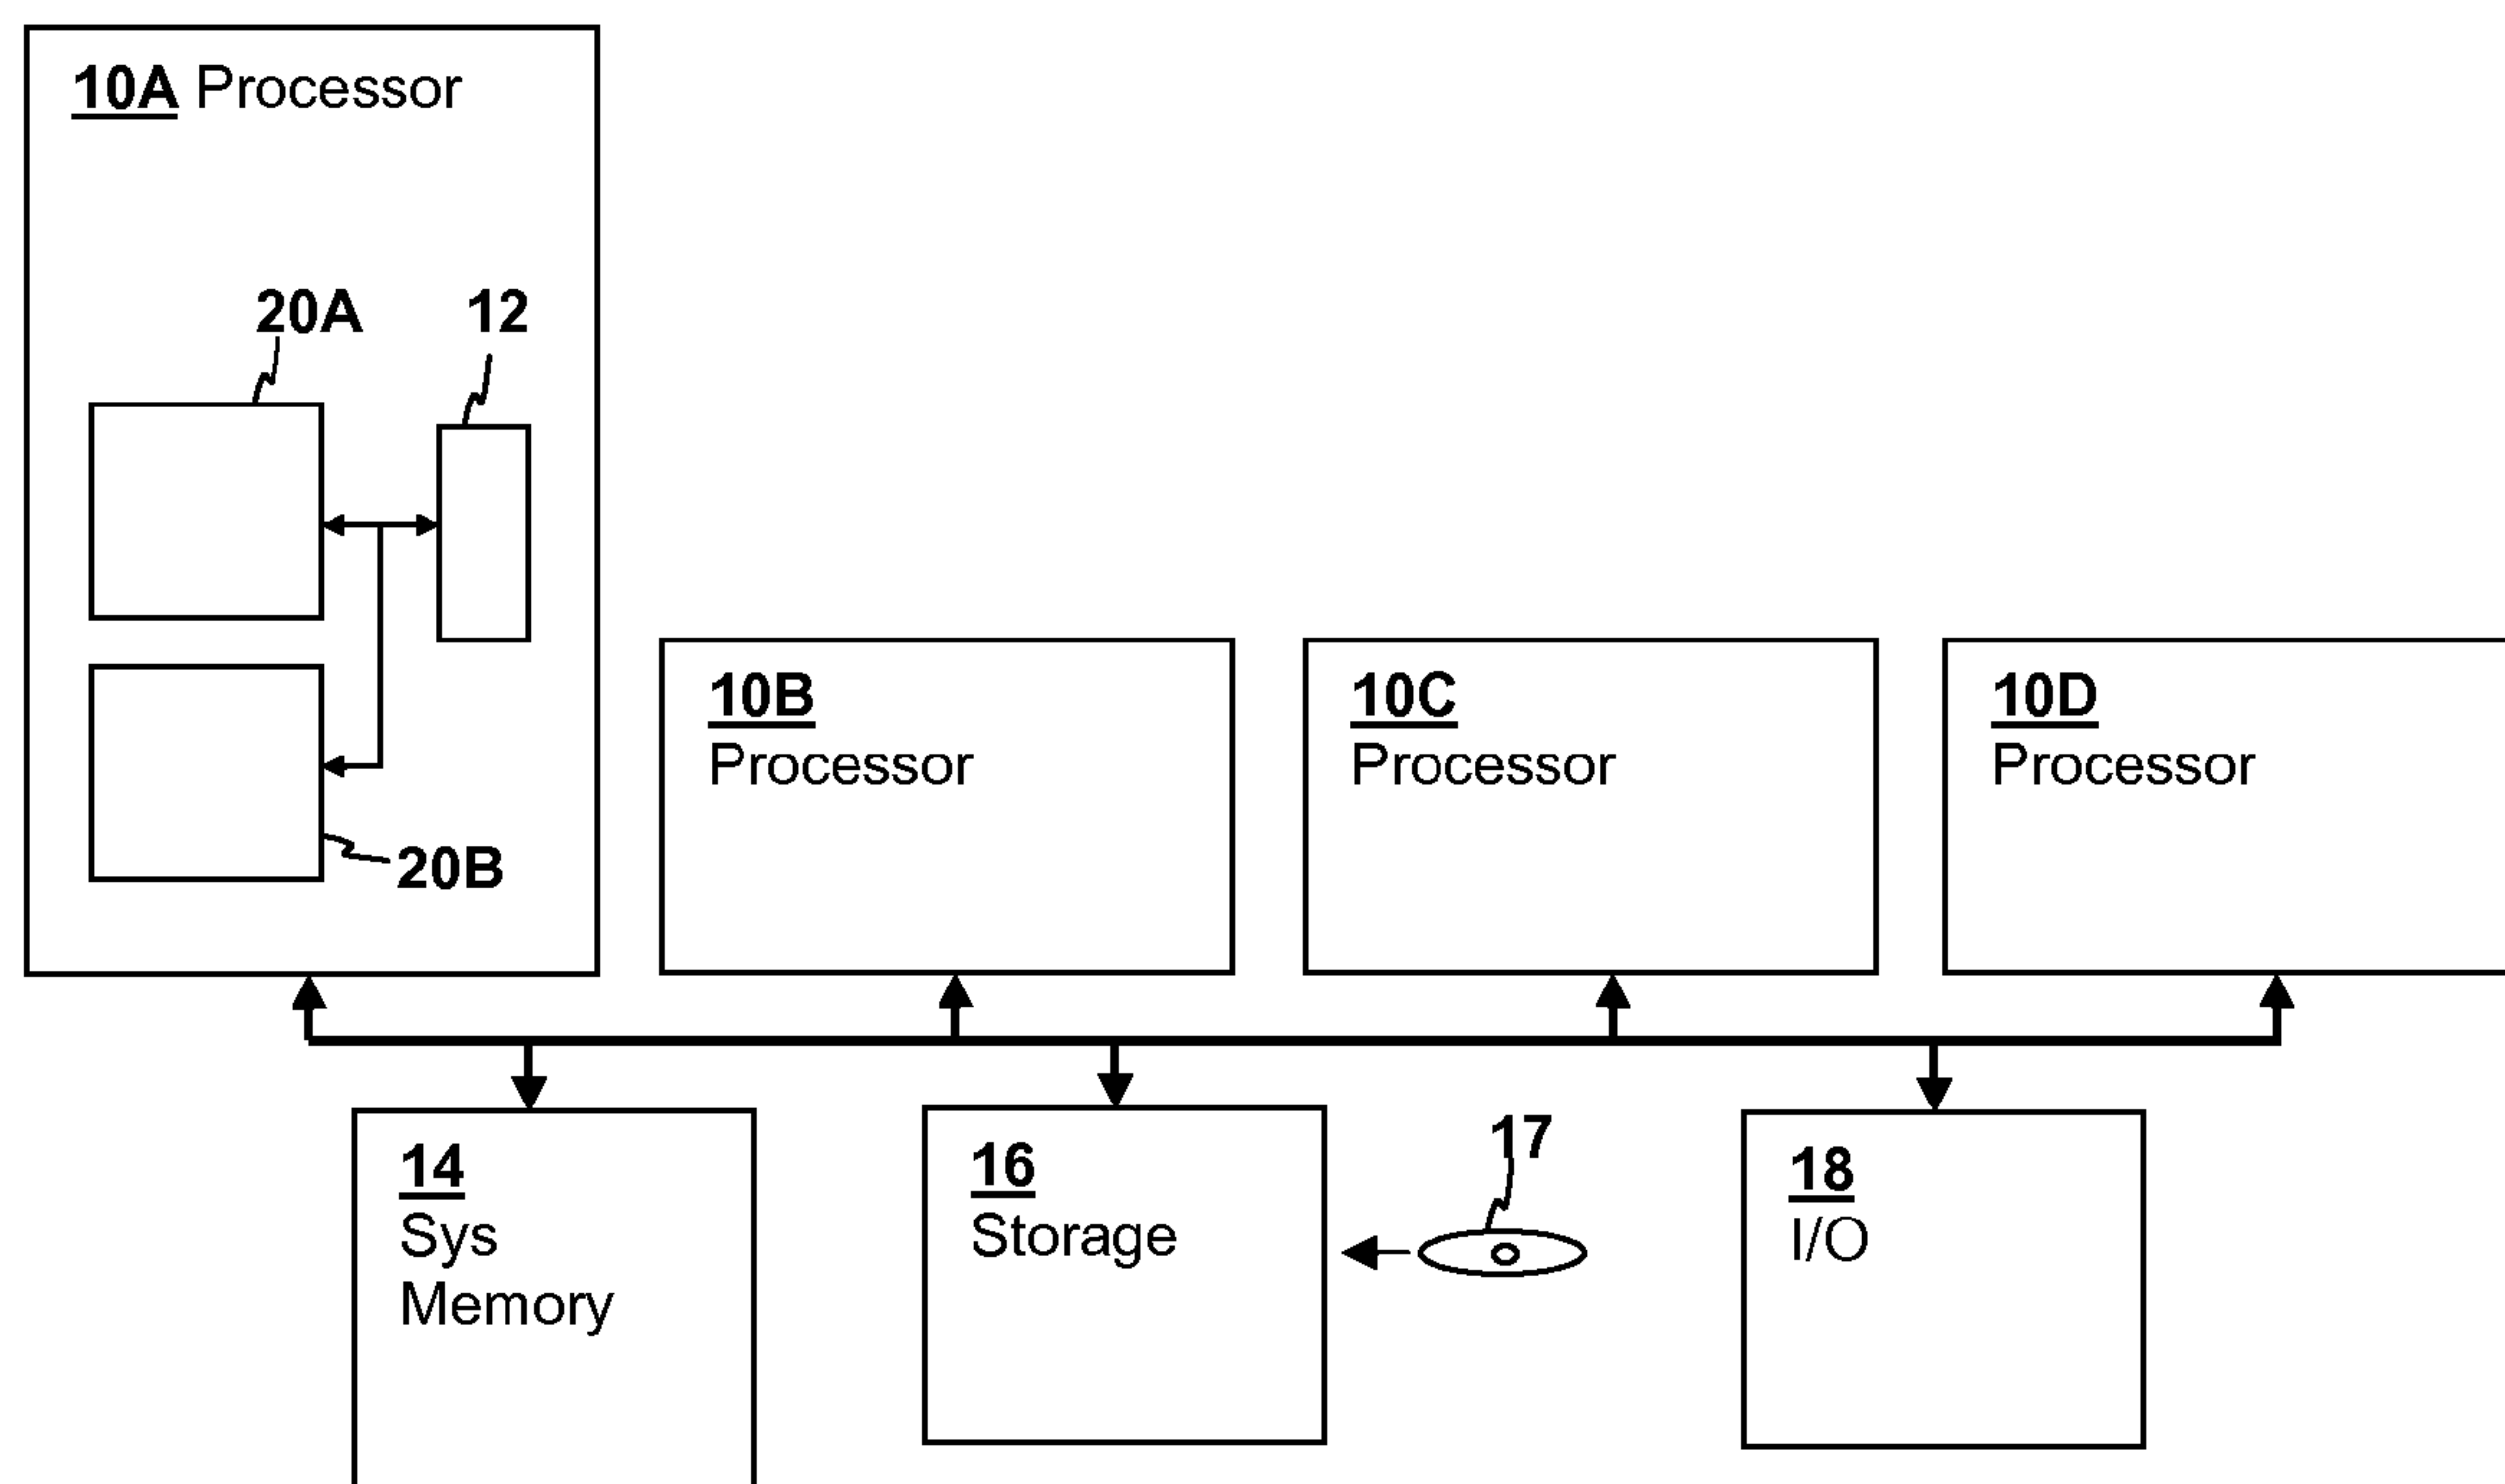 10A Processor
20A
12
20B
10B
Processor
10C
Processor
10D
Processor
14
Sys
Memory
16
Storage
17
18
I/O